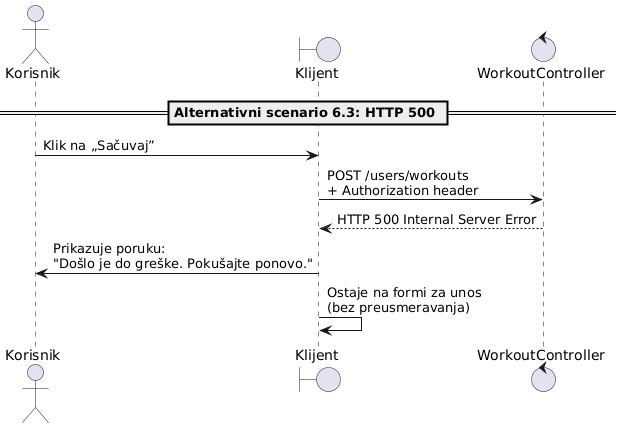 Korisnik
Klijent
WorkoutController
Alternativni scenario 6.3: HTTP 500
Klik na „Sačuvaj”
POST /users/workouts
+ Authorization header
HTTP 500 Internal Server Error
Prikazuje poruku:
"Došlo je do greške. Pokušajte ponovo."
Ostaje na formi za unos
(bez preusmeravanja)
Korisnik
Klijent
WorkoutController